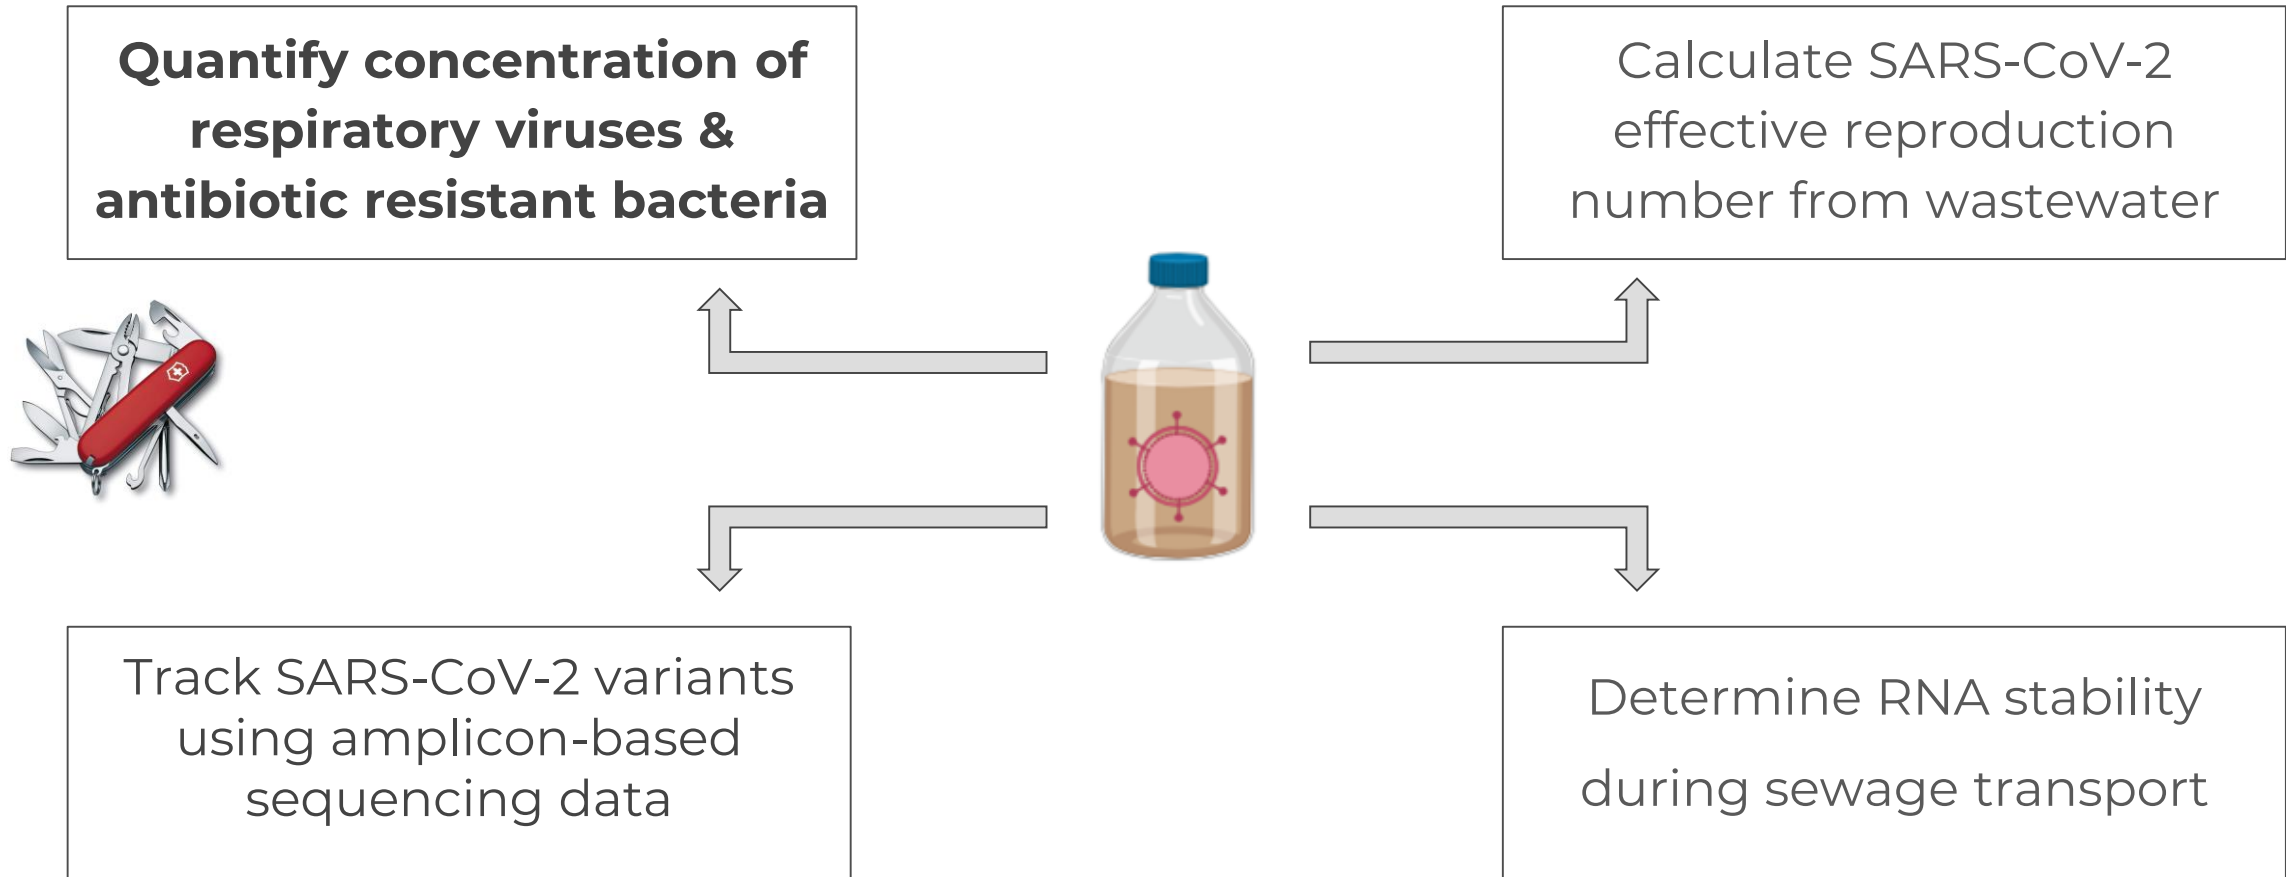 Quantify concentration of
respiratory viruses &
antibiotic resistant bacteria
Calculate SARS-CoV-2
effective reproduction
number from wastewater
Track SARS-CoV-2 variants
using amplicon-based
sequencing data
Determine RNA stability
during sewage transport